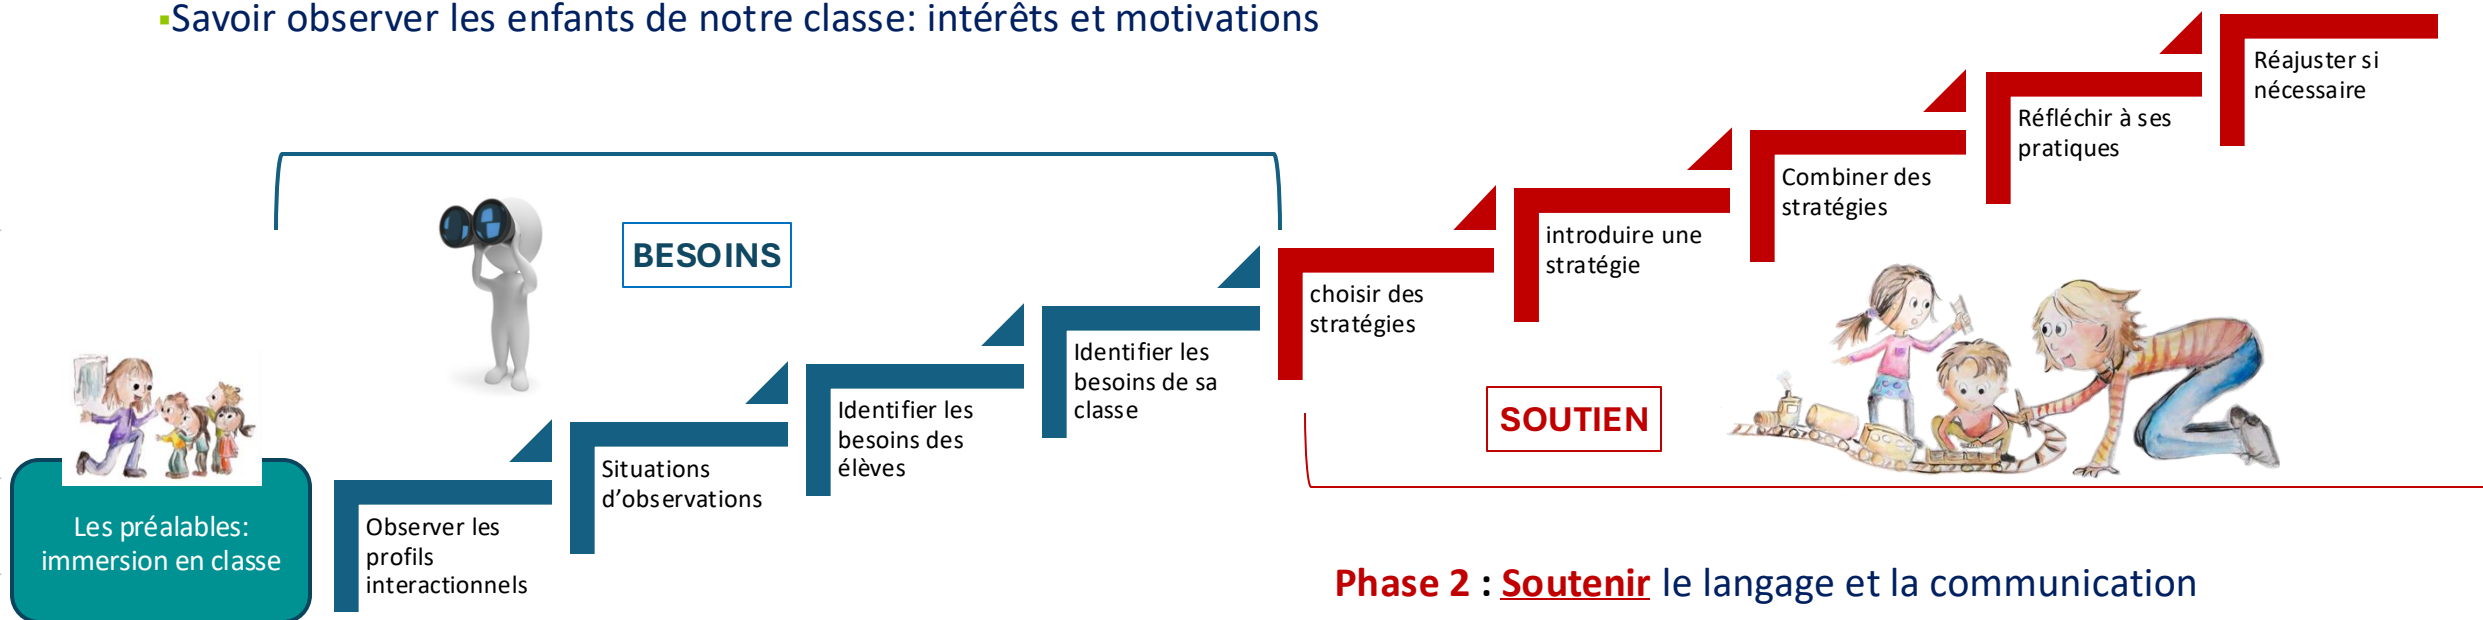 ▪Savoir observer les enfants de notre classe: intérêts et motivations
BESOINS
Les préalables:
immersion en classe
Observer les
profils
interactionnels
Situations
d’observations
Identifier les
besoins des
élèves
Identifier les
besoins de sa
classe
choisir des
stratégies
introduire une
stratégie
Combiner des
stratégies
Réfléchir à ses
pratiques
Réajuster si
nécessaire
SOUTIEN
Phase 2 : Soutenir le langage et la communication